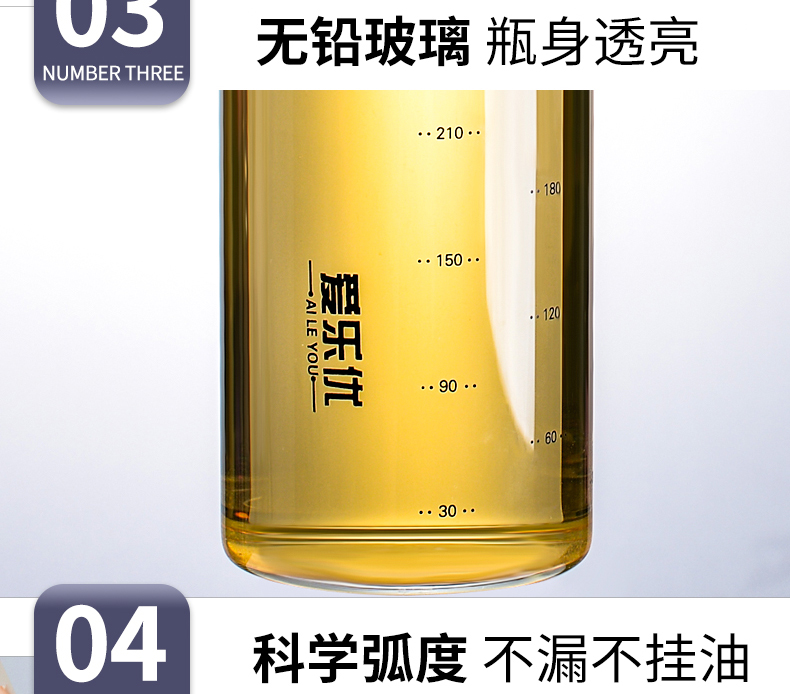 03
NUMBER THREE
无铅玻璃 瓶身透亮
·· 210 ··
·· 180
·· 150 ··
·· 120
爱乐优
AI LE YOU
·· 90 ··
·· 60 ·
·· 30 ··
04
科学弧度 不漏不挂油